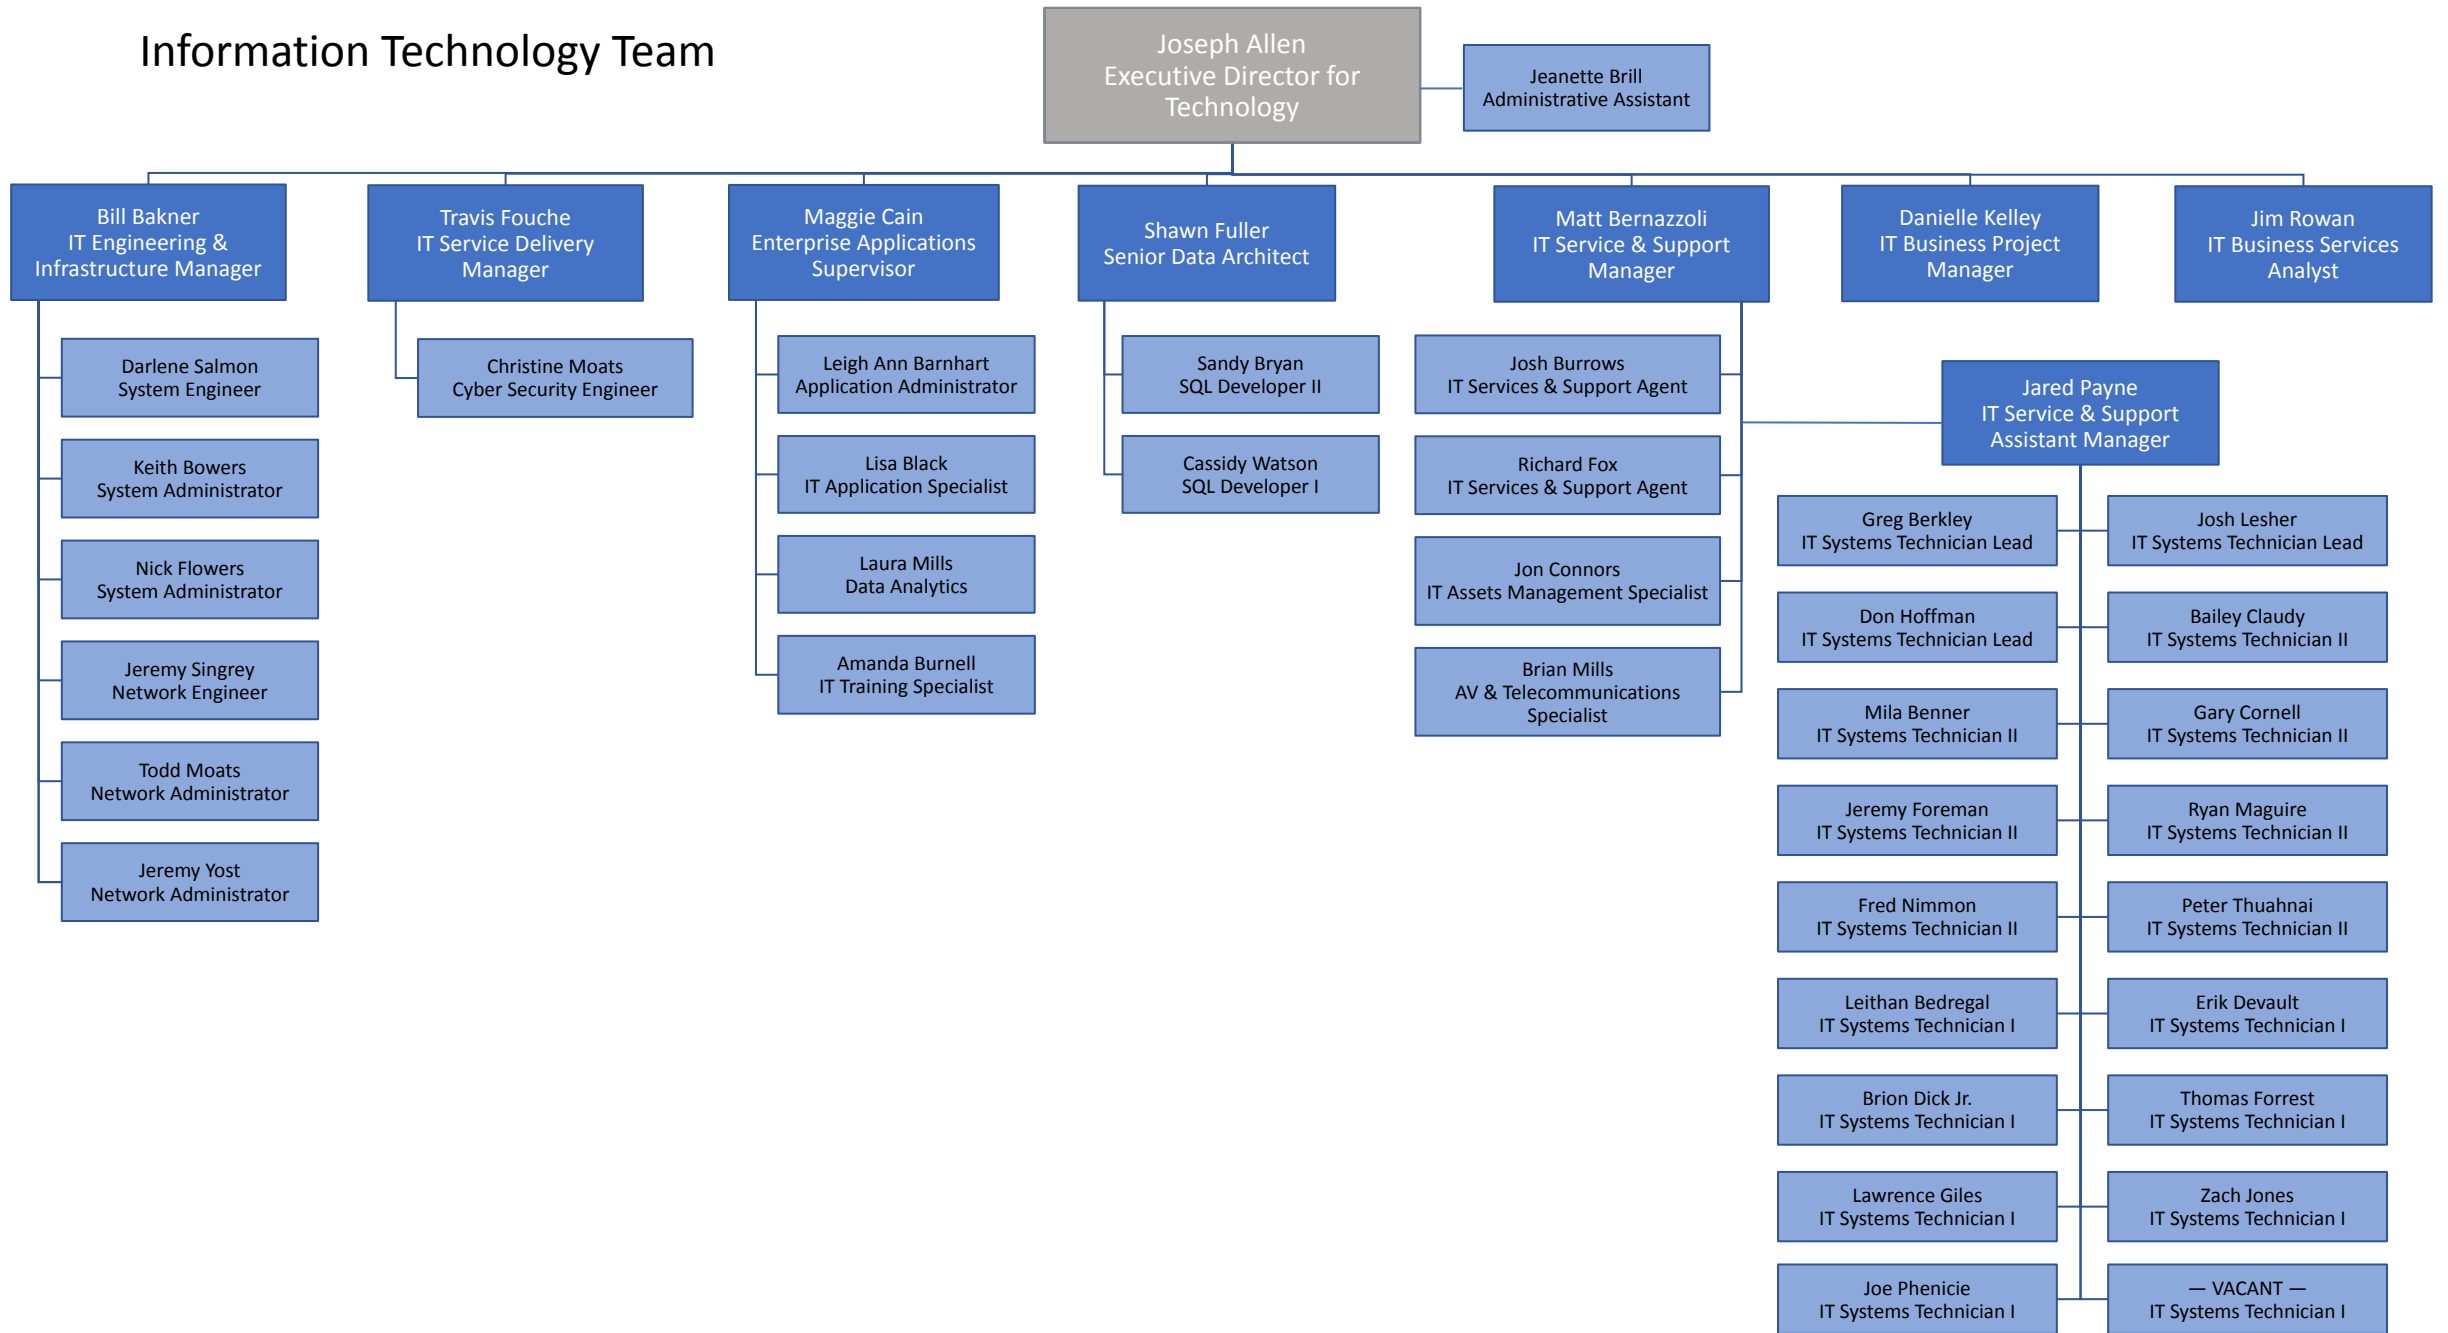 Information Technology Team
Joseph Allen
Executive Director for
Technology
Jeanette Brill
Administrative Assistant
Bill Bakner
IT Engineering &
Infrastructure Manager
Travis Fouche
IT Service Delivery
Manager
Maggie Cain
Enterprise Applications
Supervisor
Shawn Fuller
Senior Data Architect
Matt Bernazzoli
IT Service & Support
Manager
Danielle Kelley
IT Business Project
Manager
Jim Rowan
IT Business Services
Analyst
Darlene Salmon
System Engineer
Keith Bowers
System Administrator
Nick Flowers
System Administrator
Jeremy Singrey
Network Engineer
Todd Moats
Network Administrator
Jeremy Yost
Network Administrator
Christine Moats
Cyber Security Engineer
Leigh Ann Barnhart
Application Administrator
Lisa Black
IT Application Specialist
Laura Mills
Data Analytics
Amanda Burnell
IT Training Specialist
Sandy Bryan
SQL Developer II
Cassidy Watson
SQL Developer I
Josh Burrows
IT Services & Support Agent
Richard Fox
IT Services & Support Agent
Jon Connors
IT Assets Management Specialist
Brian Mills
AV & Telecommunications
Specialist
Jared Payne
IT Service & Support
Assistant Manager
Greg Berkley
IT Systems Technician Lead
Josh Lesher
IT Systems Technician Lead
Don Hoffman
IT Systems Technician Lead
Bailey Claudy
IT Systems Technician II
Mila Benner
IT Systems Technician II
Gary Cornell
IT Systems Technician II
Jeremy Foreman
IT Systems Technician II
Ryan Maguire
IT Systems Technician II
Fred Nimmon
IT Systems Technician II
Peter Thuahnai
IT Systems Technician II
Leithan Bedregal
IT Systems Technician I
Erik Devault
IT Systems Technician I
Brion Dick Jr.
IT Systems Technician I
Thomas Forrest
IT Systems Technician I
Lawrence Giles
IT Systems Technician I
Zach Jones
IT Systems Technician I
Joe Phenicie
IT Systems Technician I
— VACANT —
IT Systems Technician I